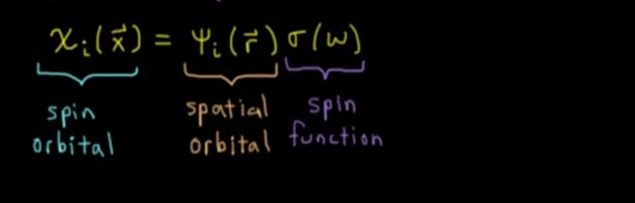 χᵢ(x⃗) = ψᵢ(r⃗) σ(ω)
spin spatial spin
orbital orbital function